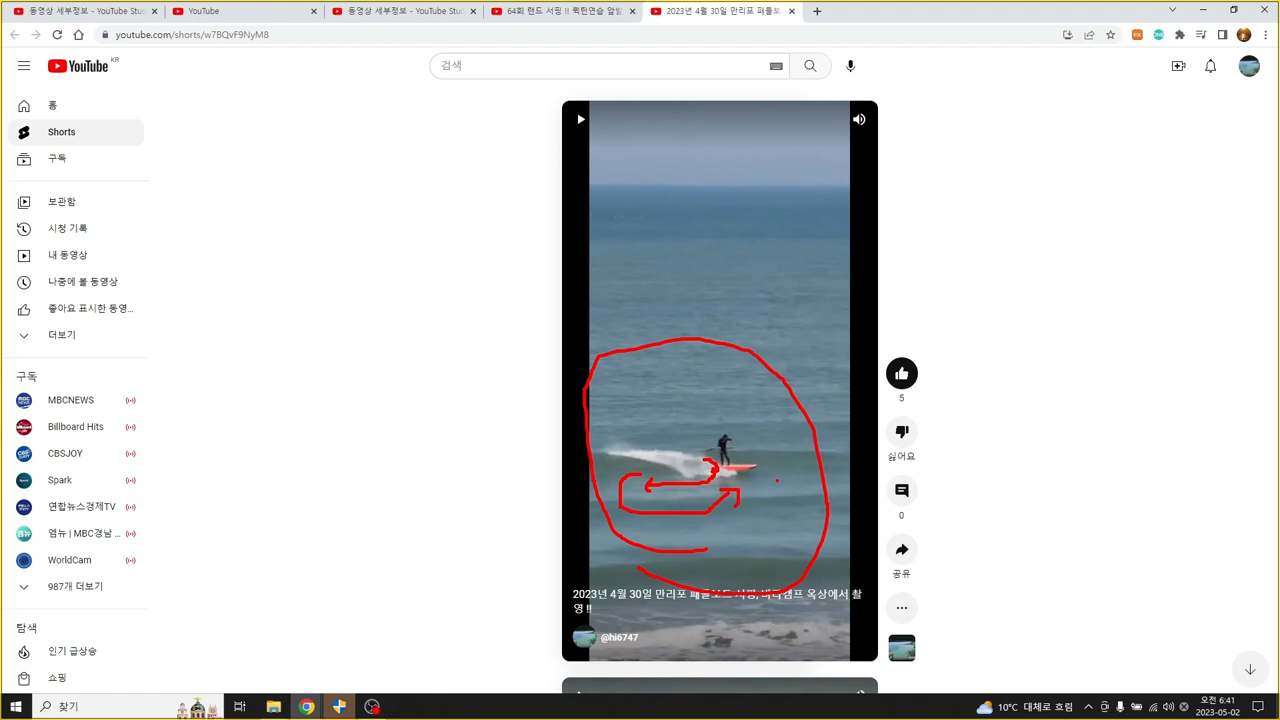 동영상 세부정보 - YouTube Stu
YouTube
동영상 세부정보 - YouTube Stu
64회 랜드 서핑 !! 퀵턴연습 앞발
2023년 4월 30일 만리포 패들보
youtube.com/shorts/w7BQvF9NyM8
YouTube KR
검색
홈
Shorts
구독
보관함
시청 기록
내 동영상
나중에 볼 동영상
좋아요 표시한 동영...
더보기
구독
MBCNEWS
Billboard Hits
CBSJOY
Spark
연합뉴스경제TV
엠뉴 | MBC경남 ...
WorldCam
987개 더보기
탐색
인기 급상승
쇼핑
5
싫어요
0
공유
2023년 4월 30일 만리포 패들보드 서핑, 바다캠프 옥상에서 촬
영 !!
@hi6747
찾기
10°C 대체로 흐림
오전 6:41
2023-05-02